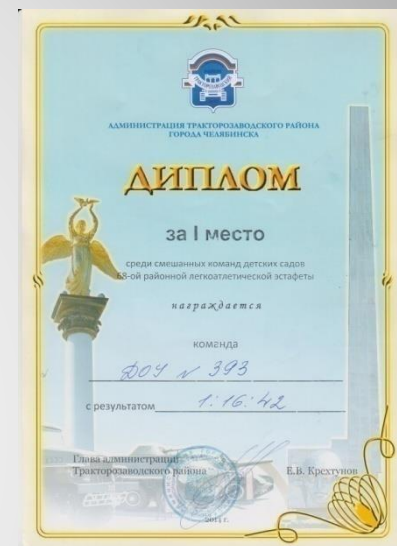 АДМИНИСТРАЦИЯ ТРАКТОРОЗАВОДСКОГО РАЙОНА
ГОРОДА ЧЕЛЯБИНСКА
ДИПЛОМ
за I место
среди смешанных команд детских садов
68-ой районной легкоатлетической эстафеты
награждается
команда
ДОУ № 393
с результатом 1:16:42
Глава администрации
Тракторозаводского района Е.В. Крехтунов